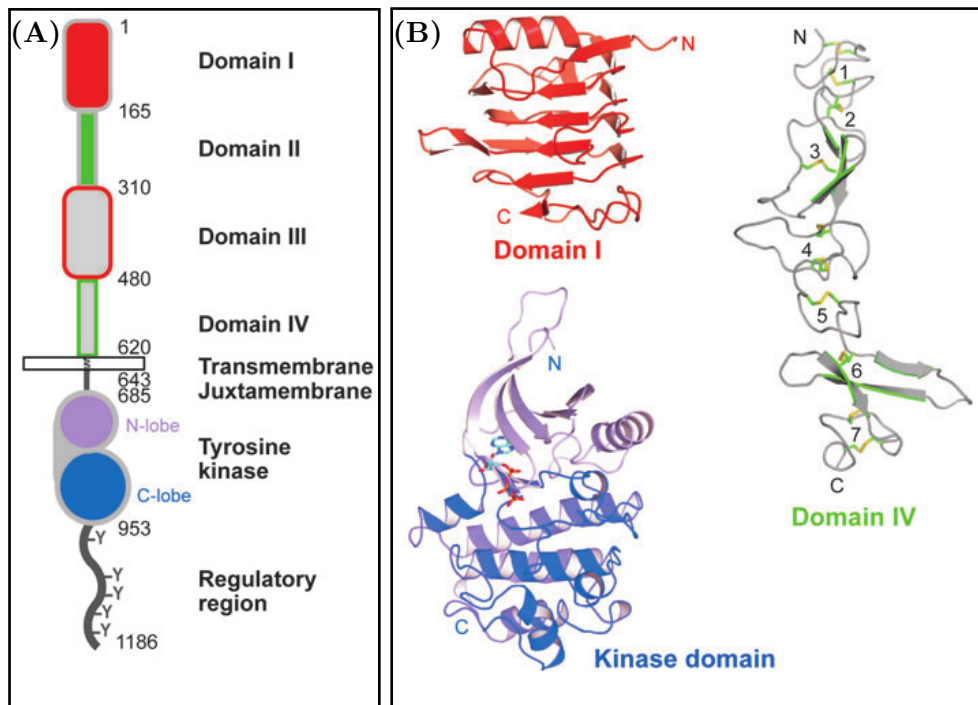 (A)
1
Domain I
165
Domain II
310
Domain III
480
Domain IV
620
Transmembrane
643
Juxtamembrane
685
N-lobe
Tyrosine
kinase
C-lobe
953
Y
Y
Y
Regulatory
region
Y
Y
1186
(B)
N
C
Domain I
N
1
2
3
4
5
6
7
C
Domain IV
N
C
Kinase domain